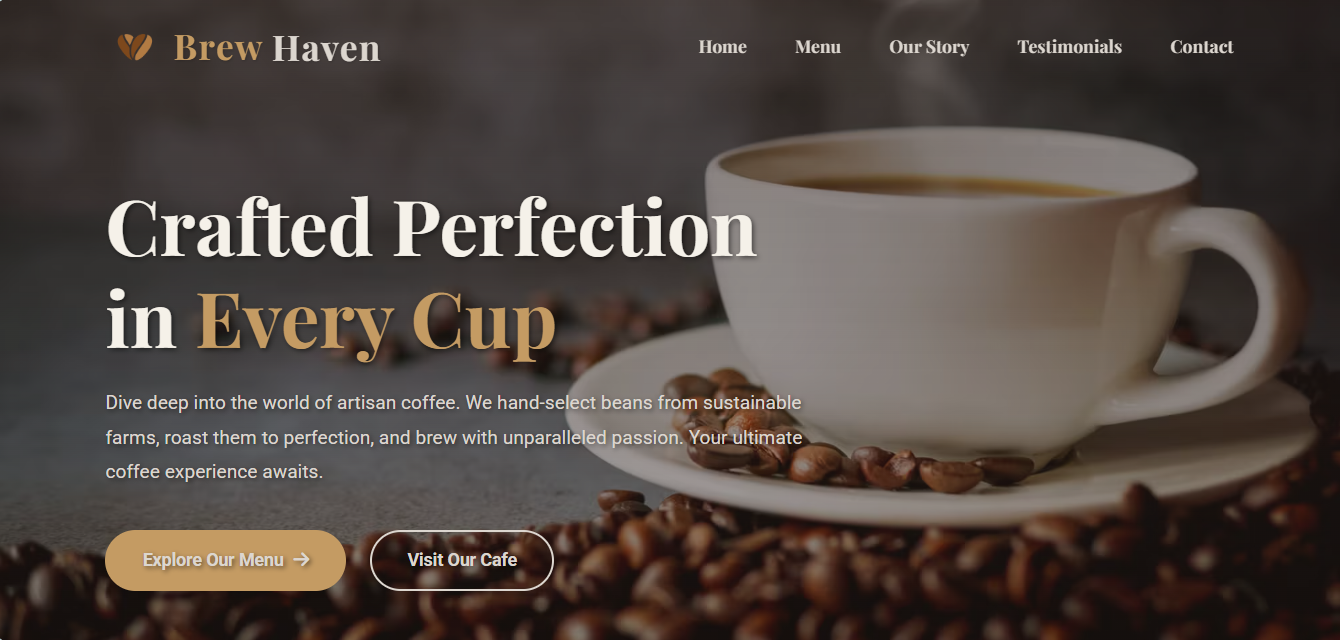 Brew Haven
Home
Menu
Our Story
Testimonials
Contact
Crafted Perfection
in Every Cup
Dive deep into the world of artisan coffee. We hand-select beans from sustainable
farms, roast them to perfection, and brew with unparalleled passion. Your ultimate
coffee experience awaits.
Explore Our Menu →
Visit Our Cafe